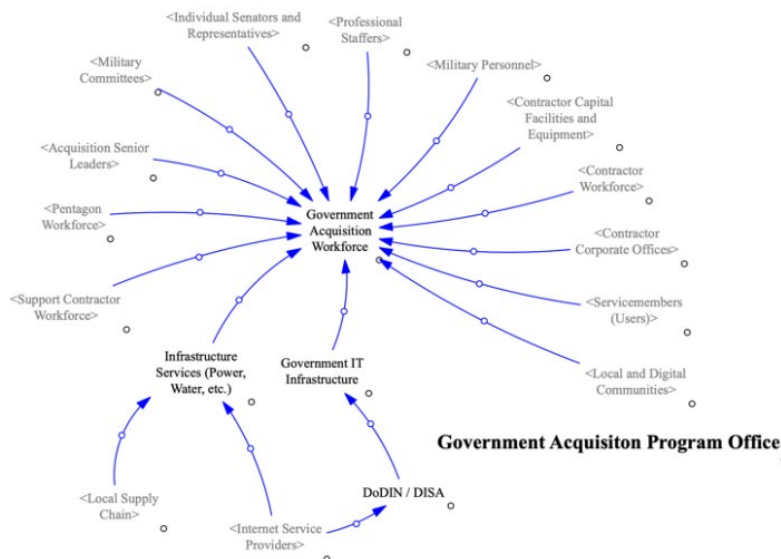 <Individual Senators and
Representatives>
<Professional
Staffers>
<Military
Committees>
<Military Personnel>
<Contractor Capital
Facilities and
Equipment>
<Acquisition Senior
Leaders>
<Contractor
Workforce>
<Pentagon
Workforce>
Government
Acquisition
Workforce
<Contractor
Corporate Offices>
<Support Contractor
Workforce>
<Servicemembers
(Users)>
Infrastructure
Services (Power,
Water, etc.)
Government IT
Infrastructure
<Local and Digital
Communities>
Government Acquisiton Program Office
<Local Supply
Chain>
<Internet Service
Providers>
DoDIN / DISA